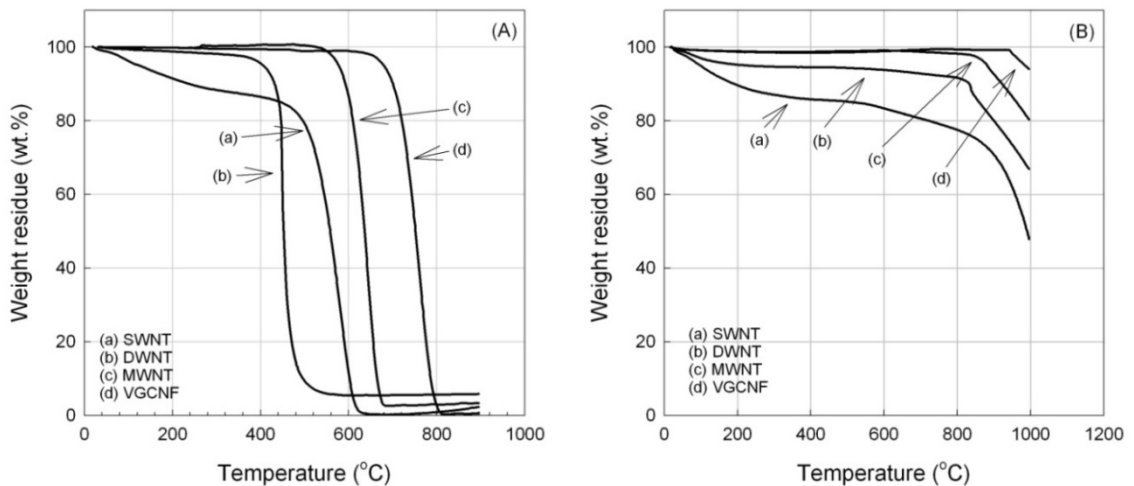 (A)
Weight residue (wt.%)
100
80
60
40
20
0
(a)
(b)
(c)
(d)
(a) SWNT
(b) DWNT
(c) MWNT
(d) VGCNF
0 200 400 600 800 1000
Temperature (°C)
(B)
Weight residue (wt.%)
100
80
60
40
20
0
(a)
(b)
(c)
(d)
(a) SWNT
(b) DWNT
(c) MWNT
(d) VGCNF
0 200 400 600 800 1000 1200
Temperature (°C)